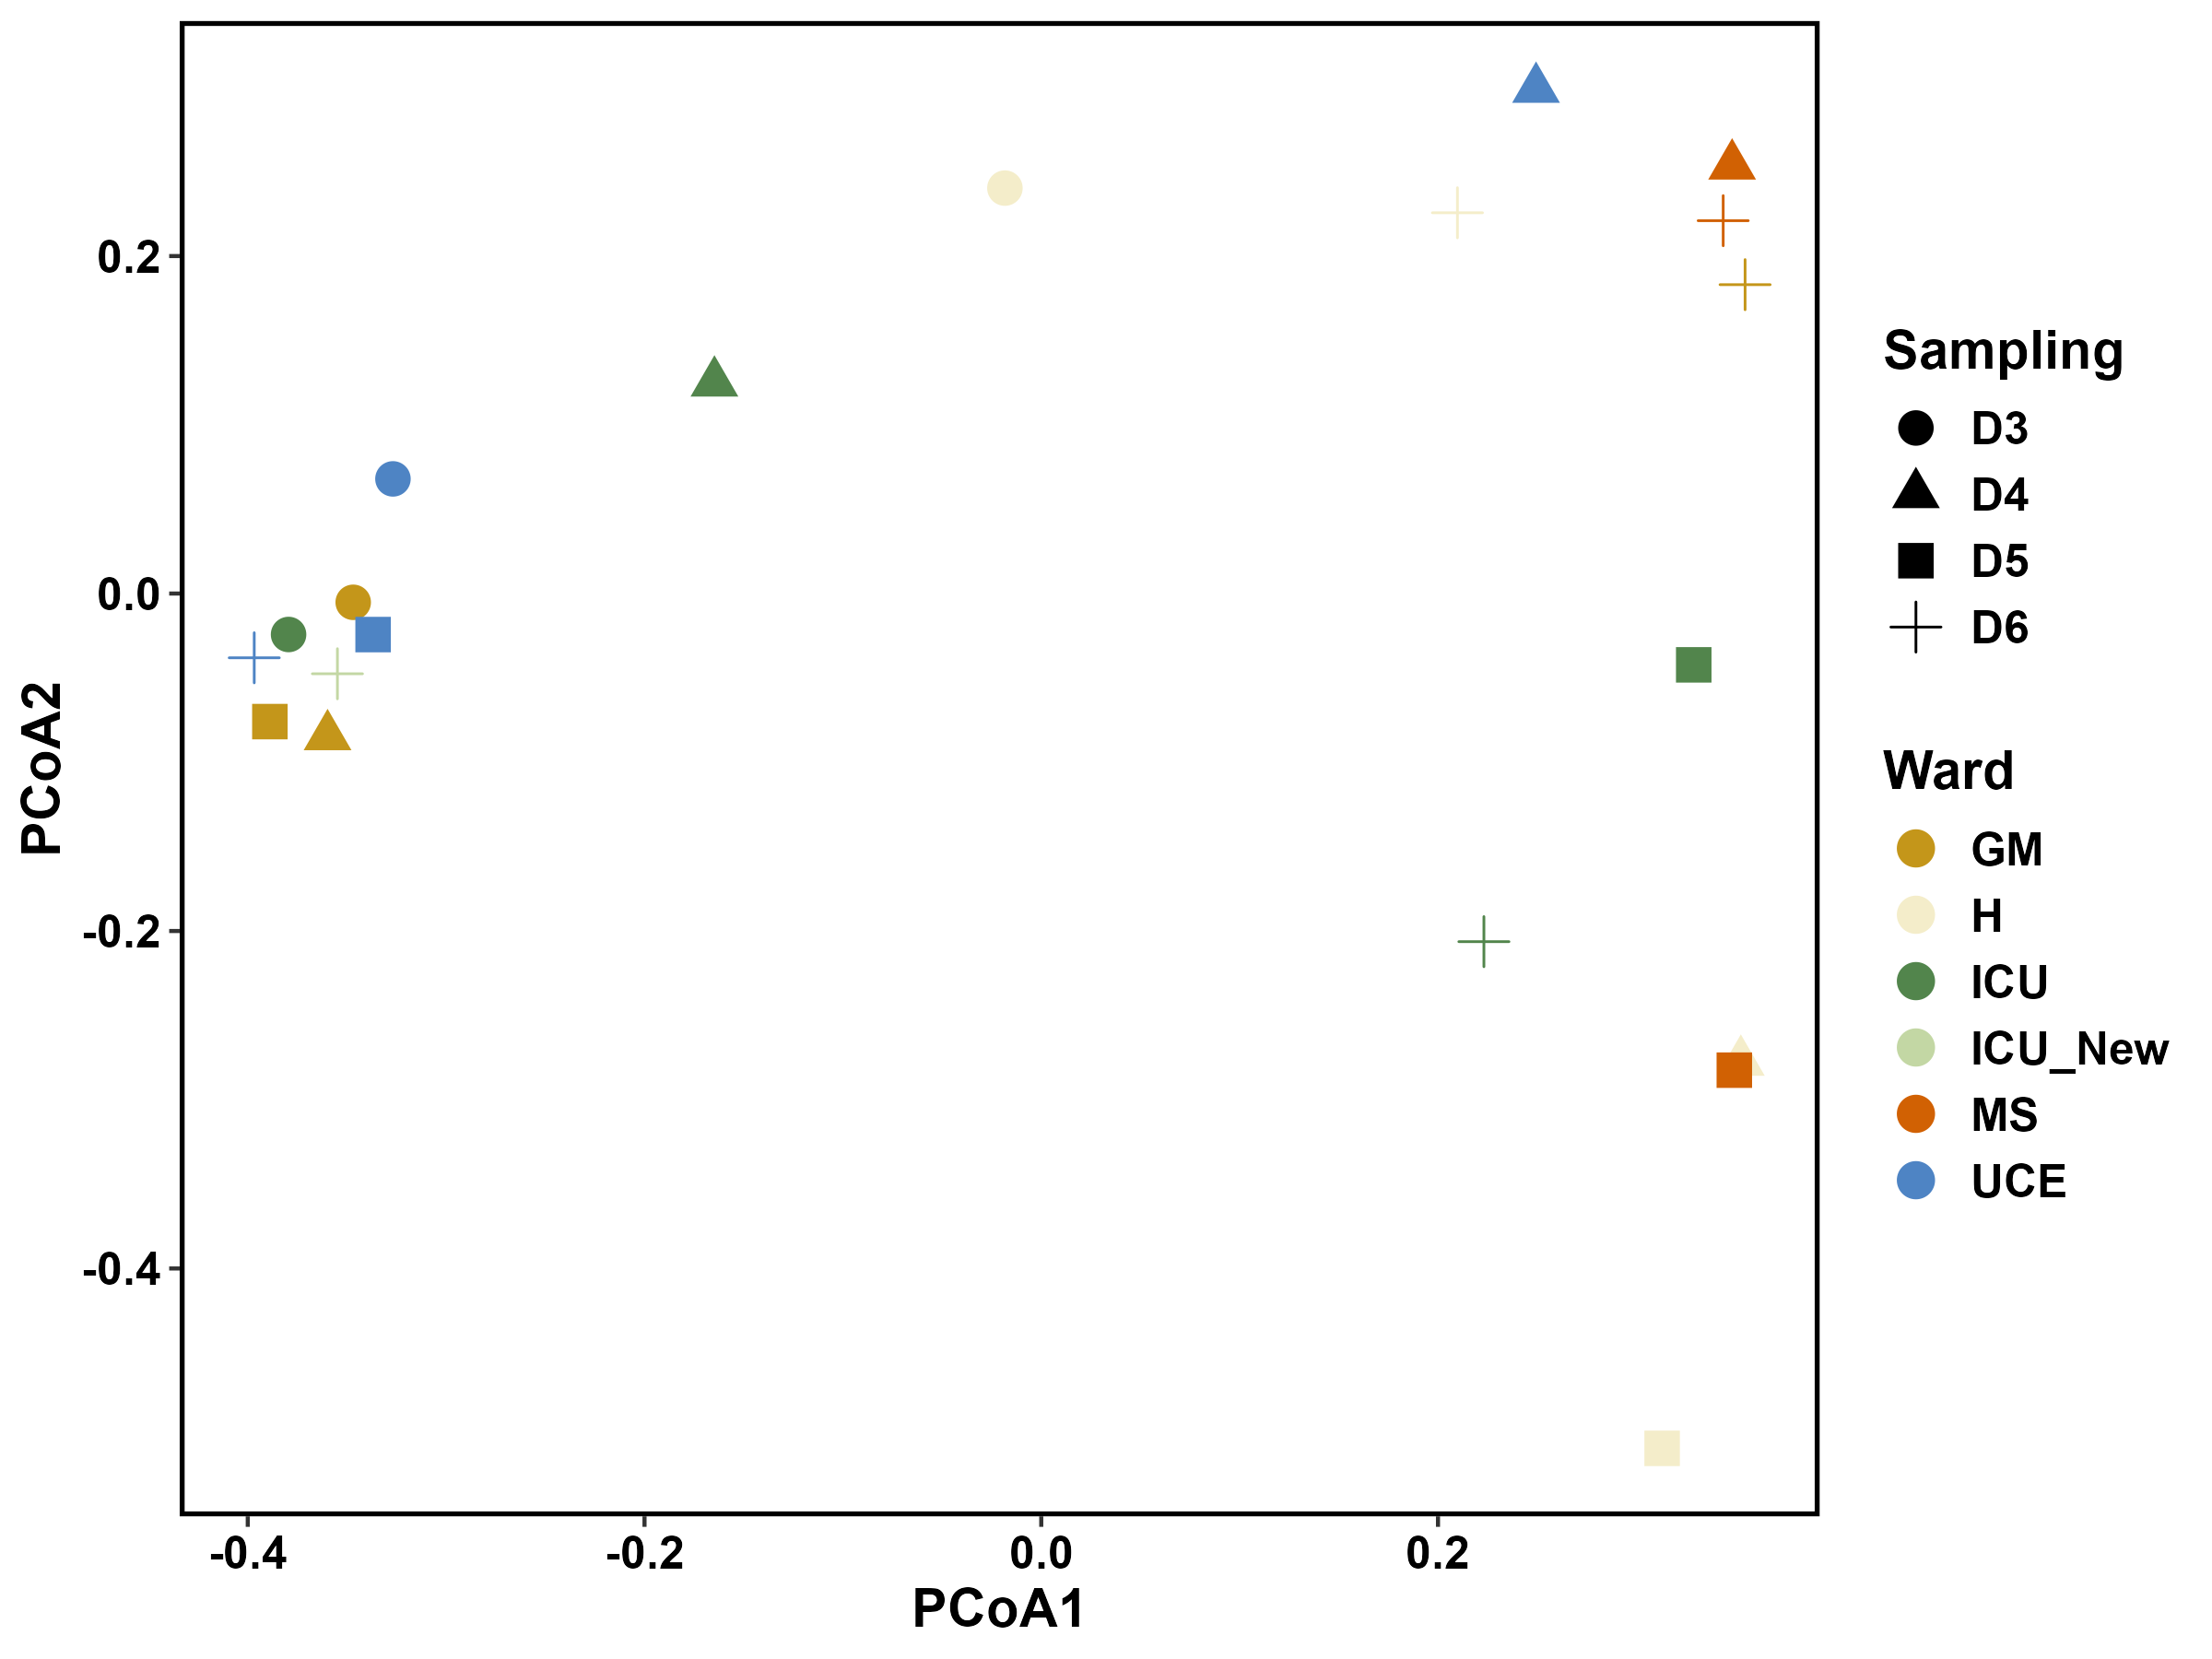 PCoA2
0.2
0.0
-0.2
-0.4
-0.4 -0.2 0.0 0.2
PCoA1
Sampling
D3
D4
D5
D6
Ward
GM
H
ICU
ICU_New
MS
UCE